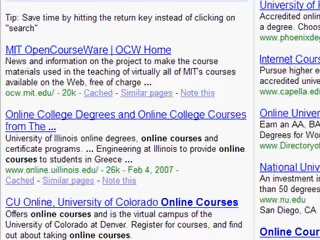 Tip: Save time by hitting the return key instead of clicking on
"search"
MIT OpenCourseWare | OCW Home
News and information on the project to make the course
materials used in the teaching of virtually all of MIT's courses
available on the Web, free of charge ...
ocw.mit.edu/ - 20k - Cached - Similar pages - Note this
Online College Degrees and Online College Courses
from The ...
University of Illinois online degrees, online courses and
certificate programs. ... Engineering at Illinois to provide online
courses to students in Greece ...
www.online.uillinois.edu/ - 26k - Feb 4, 2007 -
Cached - Similar pages - Note this
CU Online, University of Colorado Online Courses
Offers online courses and is the virtual campus of the
University of Colorado at Denver. Register for courses, and find
out about taking online courses.
University of P
Accredited onlin
a degree. Choos
www.phoenixdeg
Internet Course
Pursue higher e
accredited onlin
www.capella.edu
Online Univers
Earn an AA, BA
Degrees for Wor
www.Directoryof
National Univ
An investment i
than 50 degrees
www.nu.edu
San Diego, CA
Online Cour